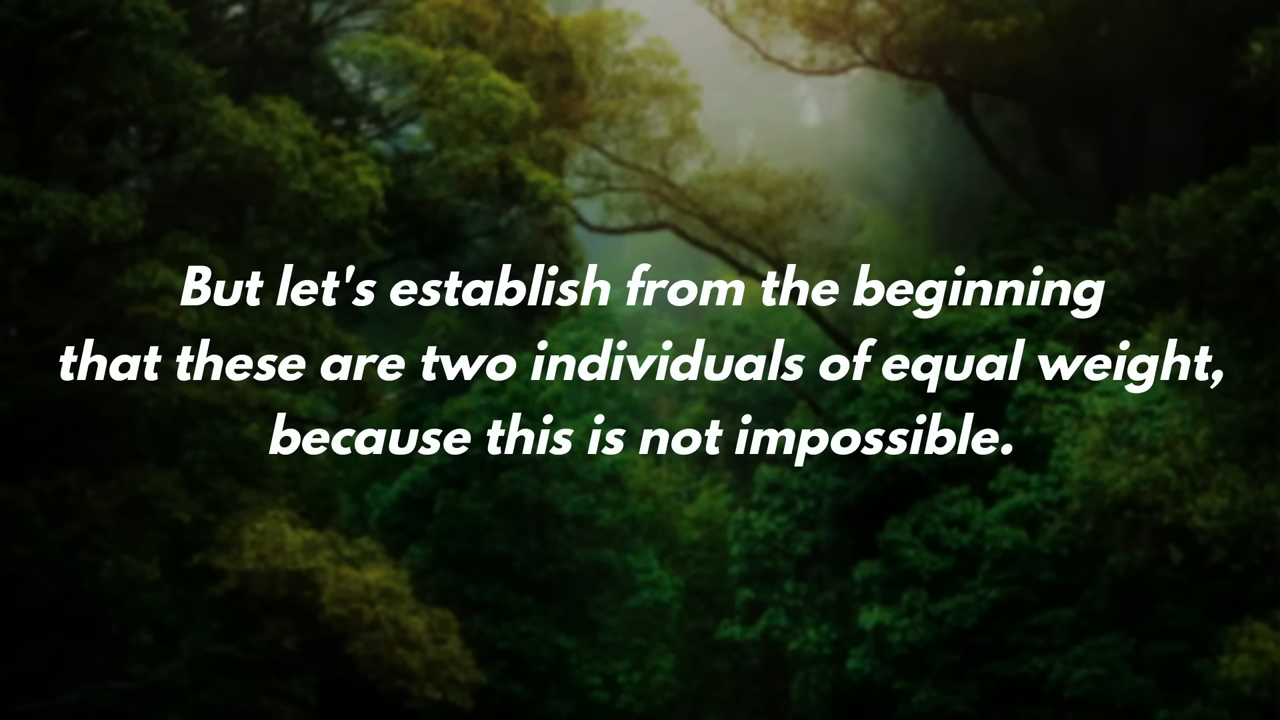 But let's establish from the beginning
that these are two individuals of equal weight,
because this is not impossible.